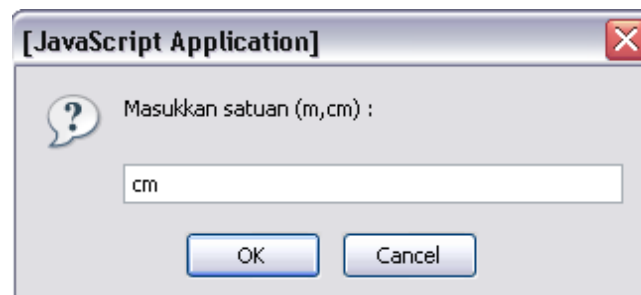 [JavaScript Application]
Masukkan satuan (m,cm) :
cm
OK
Cancel